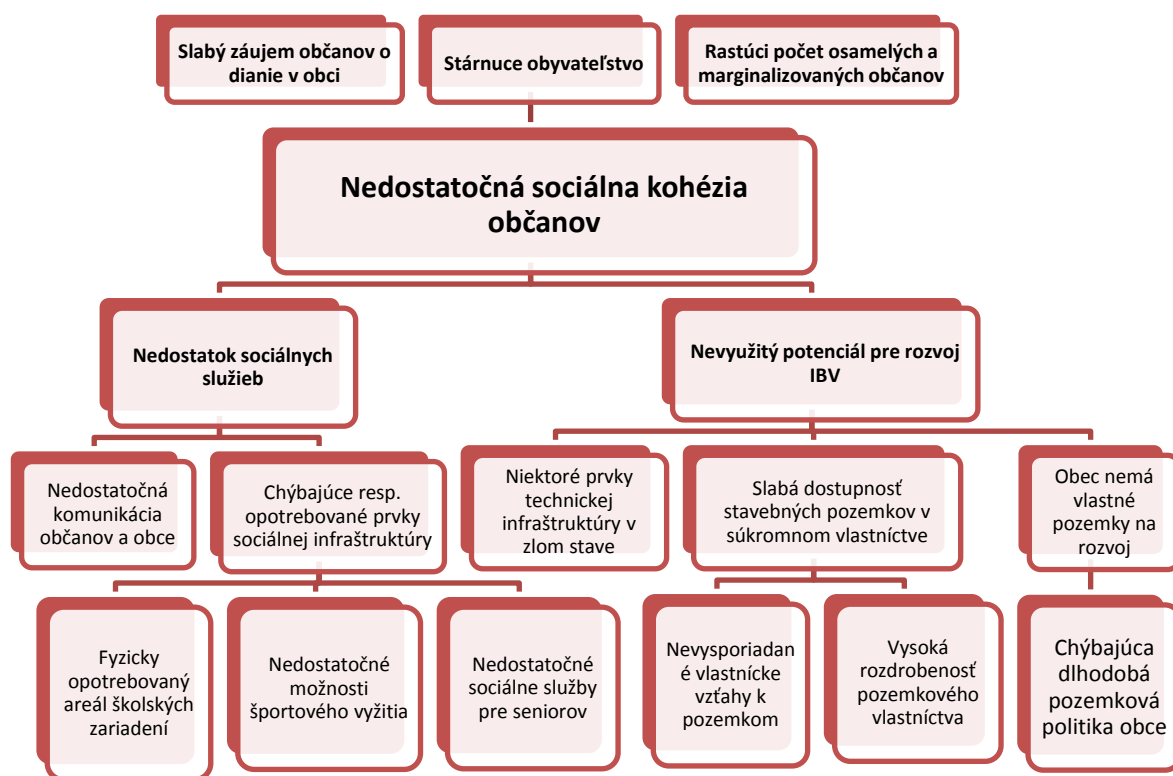 Slabý záujem občanov o
dianie v obci
Stárnuce obyvateľstvo
Rastúci počet osamelých a
marginalizovaných občanov
Nedostatočná sociálna kohézia
občanov
Nedostatok sociálnych
služieb
Nevyužitý potenciál pre rozvoj
IBV
Nedostatočná
komunikácia
občanov a obce
Chýbajúce resp.
opotrebované prvky
sociálnej infraštruktúry
Niektoré prvky
technickej
infraštruktúry v
zlom stave
Slabá dostupnosť
stavebných pozemkov v
súkromnom vlastníctve
Obec nemá
vlastné
pozemky na
rozvoj
Fyzicky
opotrebovaný
areál školských
zariadení
Nedostatočné
možnosti
športového vyžitia
Nedostatočné
sociálne služby
pre seniorov
Nevysporiadan
é vlastnícke
vzťahy k
pozemkom
Vysoká
rozdrobenosť
pozemkového
vlastníctva
Chýbajúca
dlhodobá
pozemková
politika obce